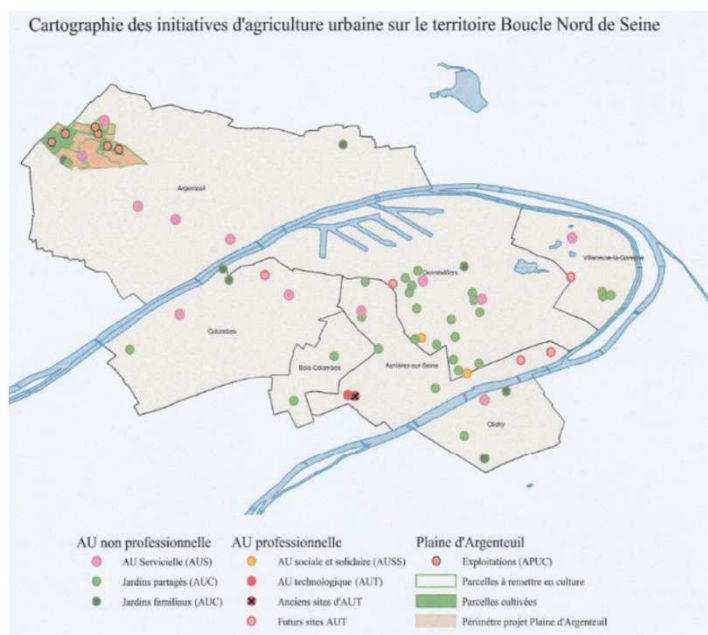 Cartographie des initiatives d'agriculture urbaine sur le territoire Boucle Nord de Seine
Argenteuil
Gennevilliers
Villeneuve-la-Garenne
Colombes
Bois-Colombes
Asnières-sur-Seine
Clichy
AU non professionnelle
AU Servicielle (AUS)
Jardins partagés (AUC)
Jardins familiaux (AUC)
AU professionnelle
AU sociale et solidaire (AUSS)
AU technologique (AUT)
Anciens sites d'AUT
Futurs sites AUT
Plaine d'Argenteuil
Exploitations (APUC)
Parcelles à remettre en culture
Parcelles cultivées
Périmètre projet Plaine d'Argenteuil